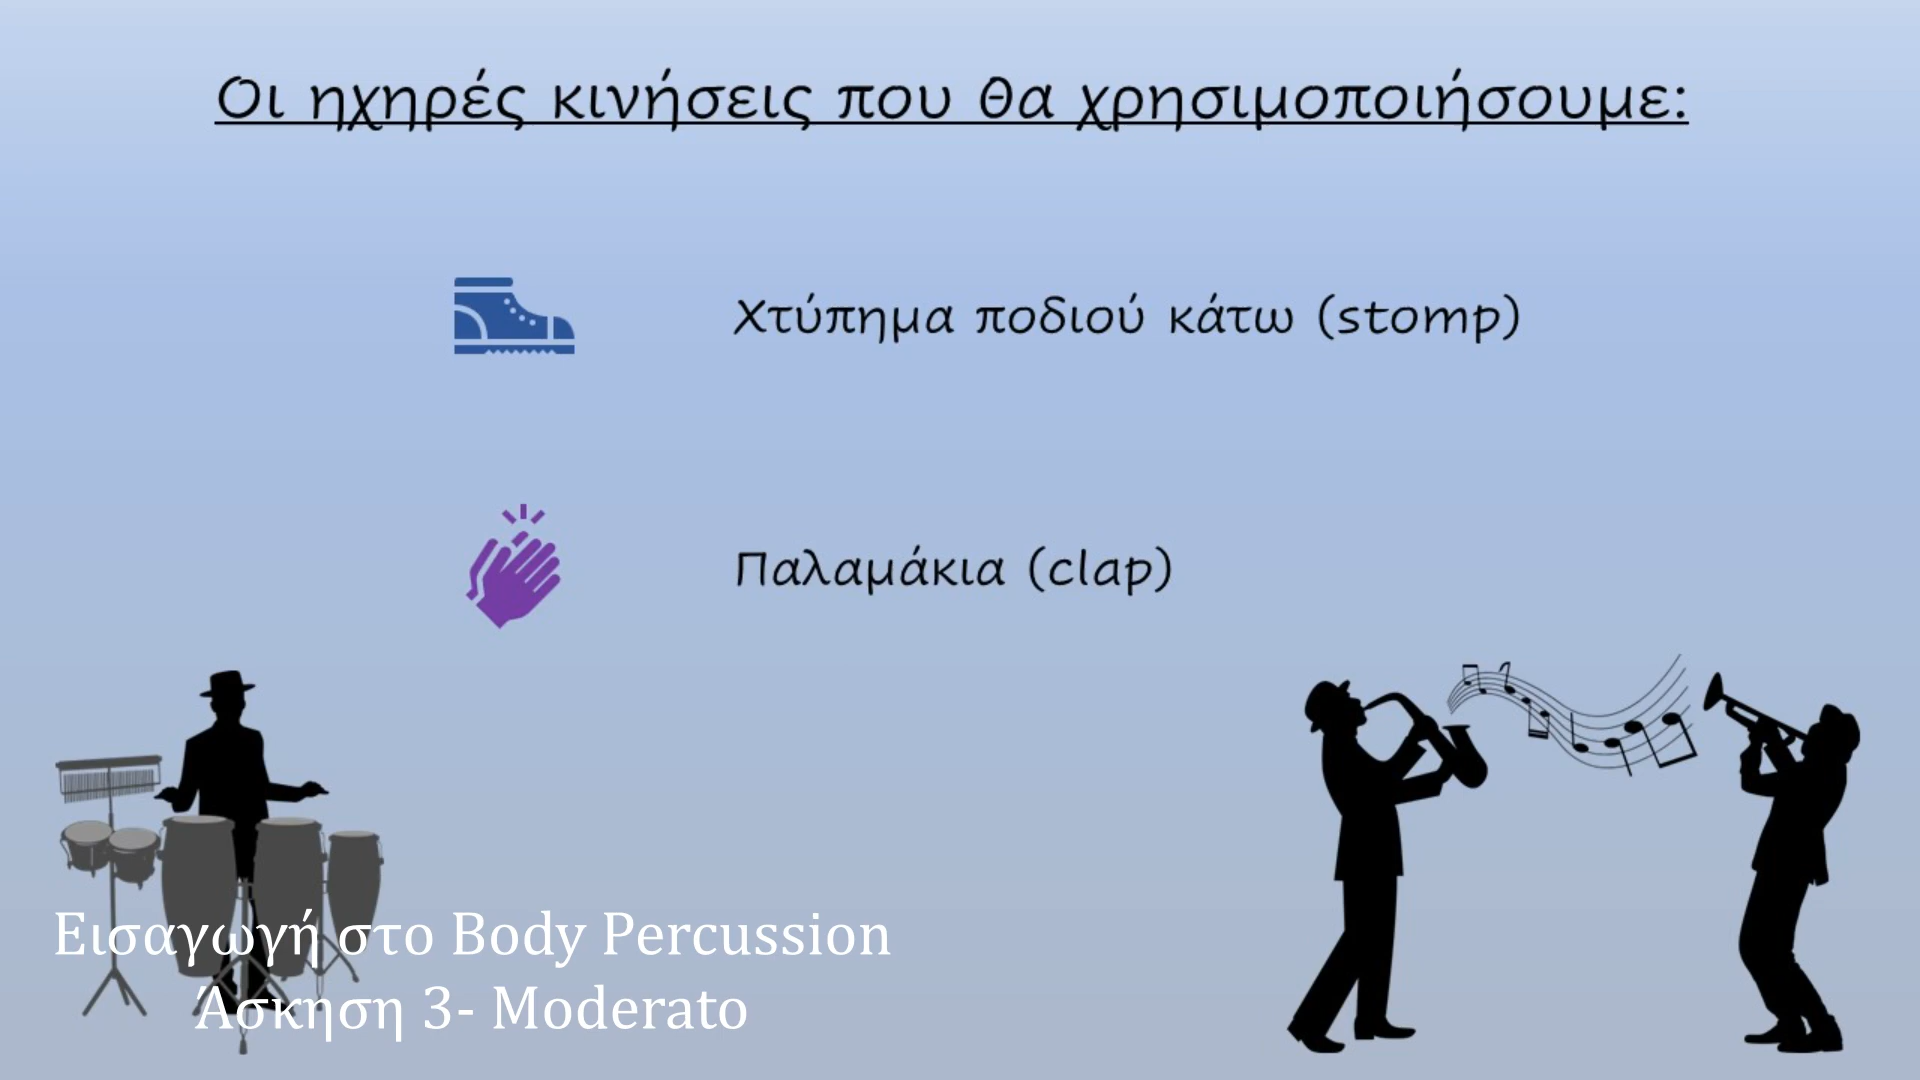 Οι ηχηρές κινήσεις που θα χρησιμοποιήσουμε:
Χτύπημα ποδιού κάτω (stomp)
Παλαμάκια (clap)
Εισαγωγή στο Body Percussion
Άσκηση 3- Moderato